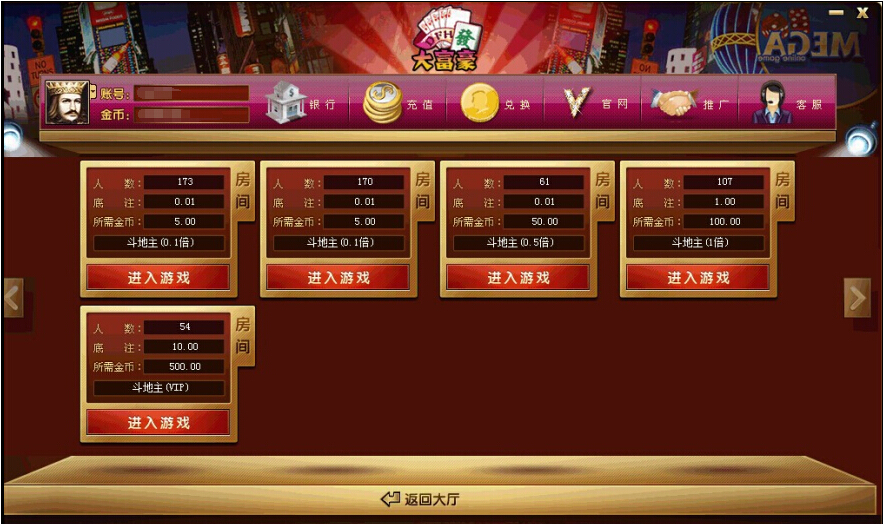 大富豪
MEGA
online game
账号:
金币:
银行
充值
兑换
官网
推广
客服
房间
人数: 173
底注: 0.01
所需金币: 5.00
斗地主(0.1倍)
进入游戏
房间
人数: 170
底注: 0.01
所需金币: 5.00
斗地主(0.1倍)
进入游戏
房间
人数: 61
底注: 0.01
所需金币: 50.00
斗地主(0.5倍)
进入游戏
房间
人数: 107
底注: 1.00
所需金币: 100.00
斗地主(1倍)
进入游戏
房间
人数: 54
底注: 10.00
所需金币: 500.00
斗地主(VIP)
进入游戏
返回大厅